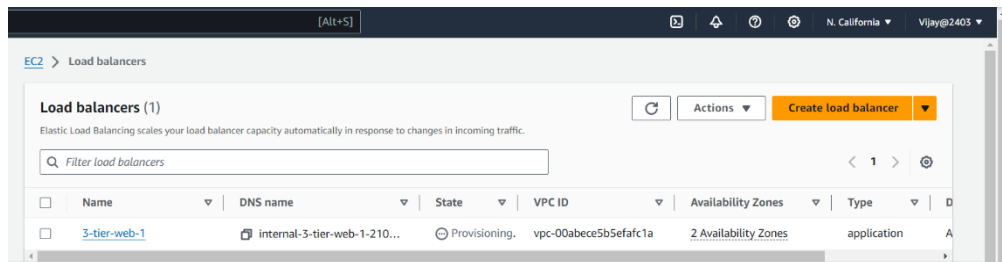 [Alt+S] N. California Vijay@2403
EC2 > Load balancers
Load balancers (1) Actions Create load balancer
Elastic Load Balancing scales your load balancer capacity automatically in response to changes in incoming traffic.
Filter load balancers 1
Name DNS name State VPC ID Availability Zones Type D
3-tier-web-1 internal-3-tier-web-1-210... Provisioning. vpc-00abece5b5efafc1a 2 Availability Zones application A